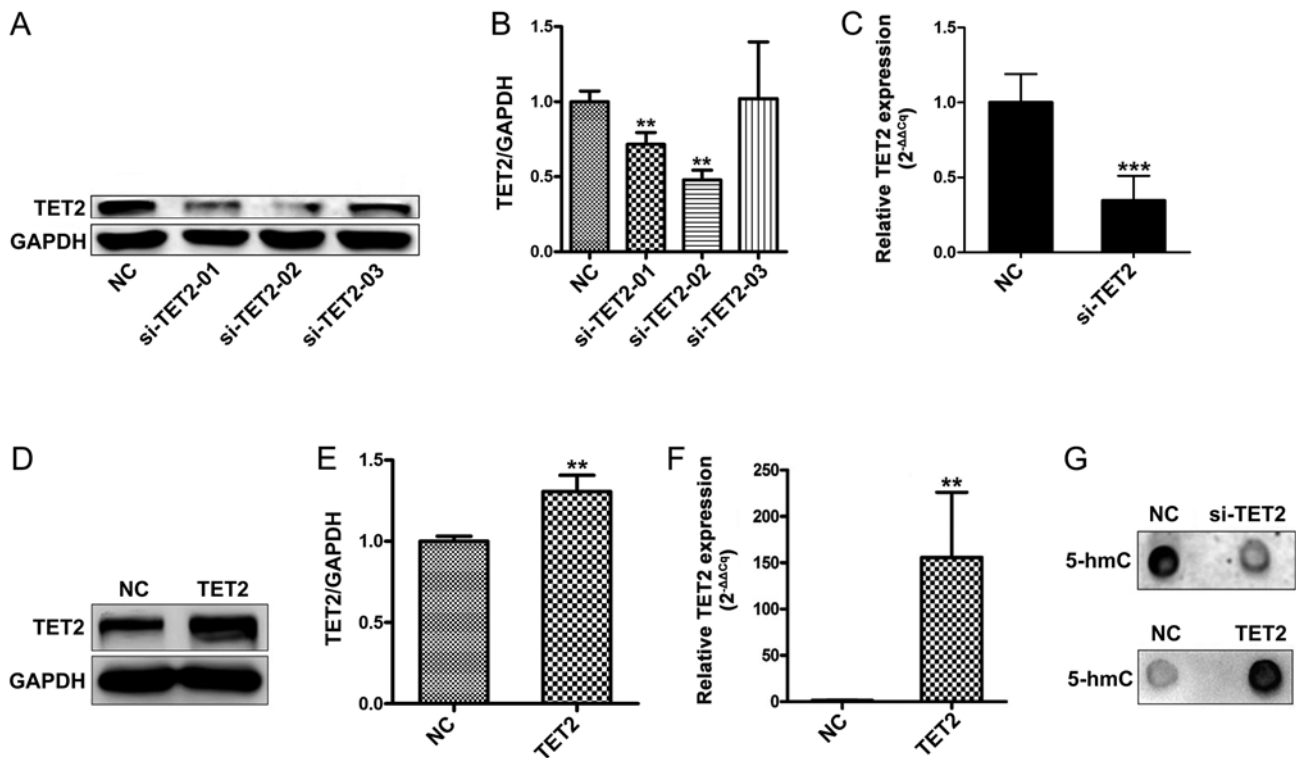 A
TET2
GAPDH
NC
si-TET2-01
si-TET2-02
si-TET2-03
B
TET2/GAPDH
1.5
1.0
0.5
0.0
**
**
NC
si-TET2-01
si-TET2-02
si-TET2-03
C
Relative TET2 expression
(2-ΔΔCq)
1.5
1.0
0.5
0.0
***
NC
si-TET2
D
NC TET2
TET2
GAPDH
E
TET2/GAPDH
1.5
1.0
0.5
0.0
**
NC
TET2
F
Relative TET2 expression
(2-ΔΔCq)
250
200
150
100
50
0
**
NC
TET2
G
NC si-TET2
5-hmC
NC TET2
5-hmC